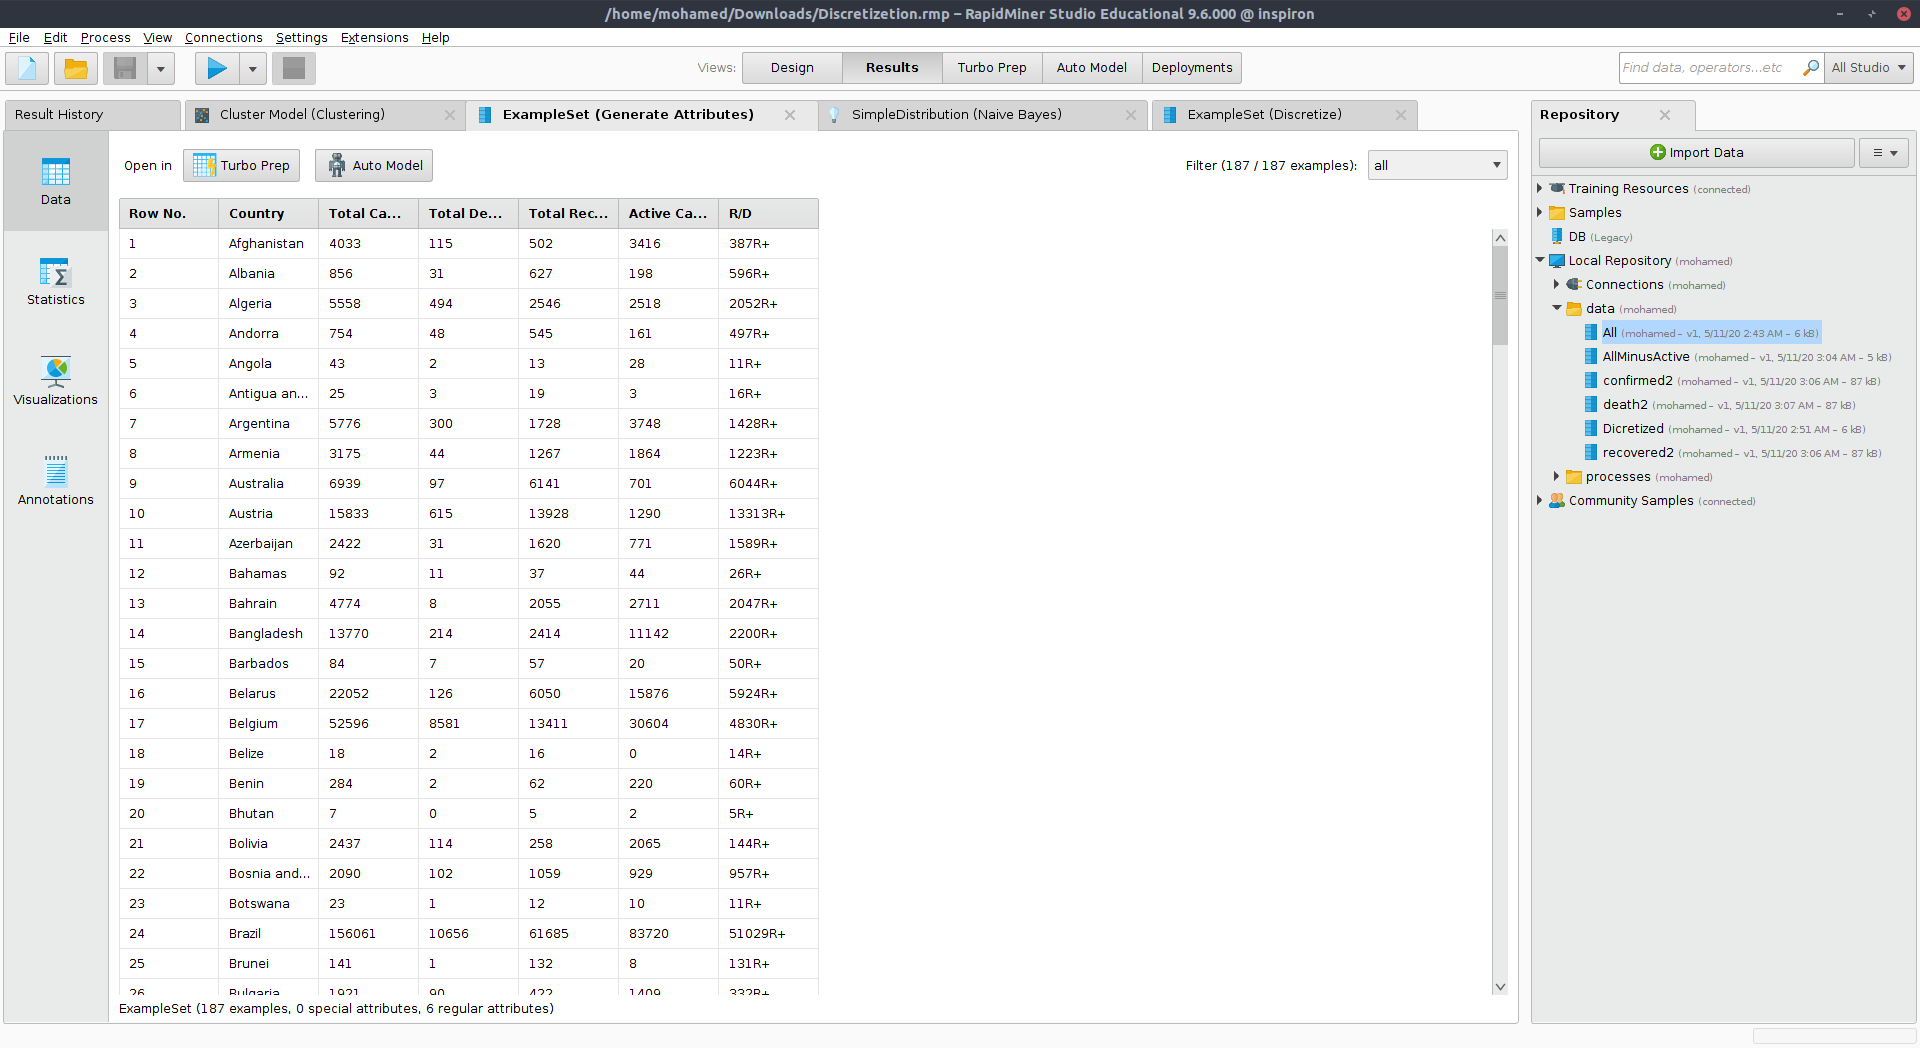 /home/mohamed/Downloads/Discretizetion.rmp – RapidMiner Studio Educational 9.6.000 @ inspiron
File Edit Process View Connections Settings Extensions Help
Views: Design Results Turbo Prep Auto Model Deployments Find data, operators...etc All Studio
Result History Cluster Model (Clustering) ExampleSet (Generate Attributes) SimpleDistribution (Naive Bayes) ExampleSet (Discretize)
Data
Statistics
Visualizations
Annotations
Open in Turbo Prep Auto Model Filter (187 / 187 examples): all
Row No. Country Total Ca... Total De... Total Rec... Active Ca... R/D
1 Afghanistan 4033 115 502 3416 387R+
2 Albania 856 31 627 198 596R+
3 Algeria 5558 494 2546 2518 2052R+
4 Andorra 754 48 545 161 497R+
5 Angola 43 2 13 28 11R+
6 Antigua an... 25 3 19 3 16R+
7 Argentina 5776 300 1728 3748 1428R+
8 Armenia 3175 44 1267 1864 1223R+
9 Australia 6939 97 6141 701 6044R+
10 Austria 15833 615 13928 1290 13313R+
11 Azerbaijan 2422 31 1620 771 1589R+
12 Bahamas 92 11 37 44 26R+
13 Bahrain 4774 8 2055 2711 2047R+
14 Bangladesh 13770 214 2414 11142 2200R+
15 Barbados 84 7 57 20 50R+
16 Belarus 22052 126 6050 15876 5924R+
17 Belgium 52596 8581 13411 30604 4830R+
18 Belize 18 2 16 0 14R+
19 Benin 284 2 62 220 60R+
20 Bhutan 7 0 5 2 5R+
21 Bolivia 2437 114 258 2065 144R+
22 Bosnia and... 2090 102 1059 929 957R+
23 Botswana 23 1 12 10 11R+
24 Brazil 156061 10656 61685 83720 51029R+
25 Brunei 141 1 132 8 131R+
26 Bulgaria 1921 90 422 1409 332R+
ExampleSet (187 examples, 0 special attributes, 6 regular attributes)
Repository
Import Data
Training Resources (connected)
Samples
DB (Legacy)
Local Repository (mohamed)
Connections (mohamed)
data (mohamed)
All (mohamed – v1, 5/11/20 2:43 AM – 6 kB)
AllMinusActive (mohamed – v1, 5/11/20 3:04 AM – 5 kB)
confirmed2 (mohamed – v1, 5/11/20 3:06 AM – 87 kB)
death2 (mohamed – v1, 5/11/20 3:07 AM – 87 kB)
Dicretized (mohamed – v1, 5/11/20 2:51 AM – 6 kB)
recovered2 (mohamed – v1, 5/11/20 3:06 AM – 87 kB)
processes (mohamed)
Community Samples (connected)